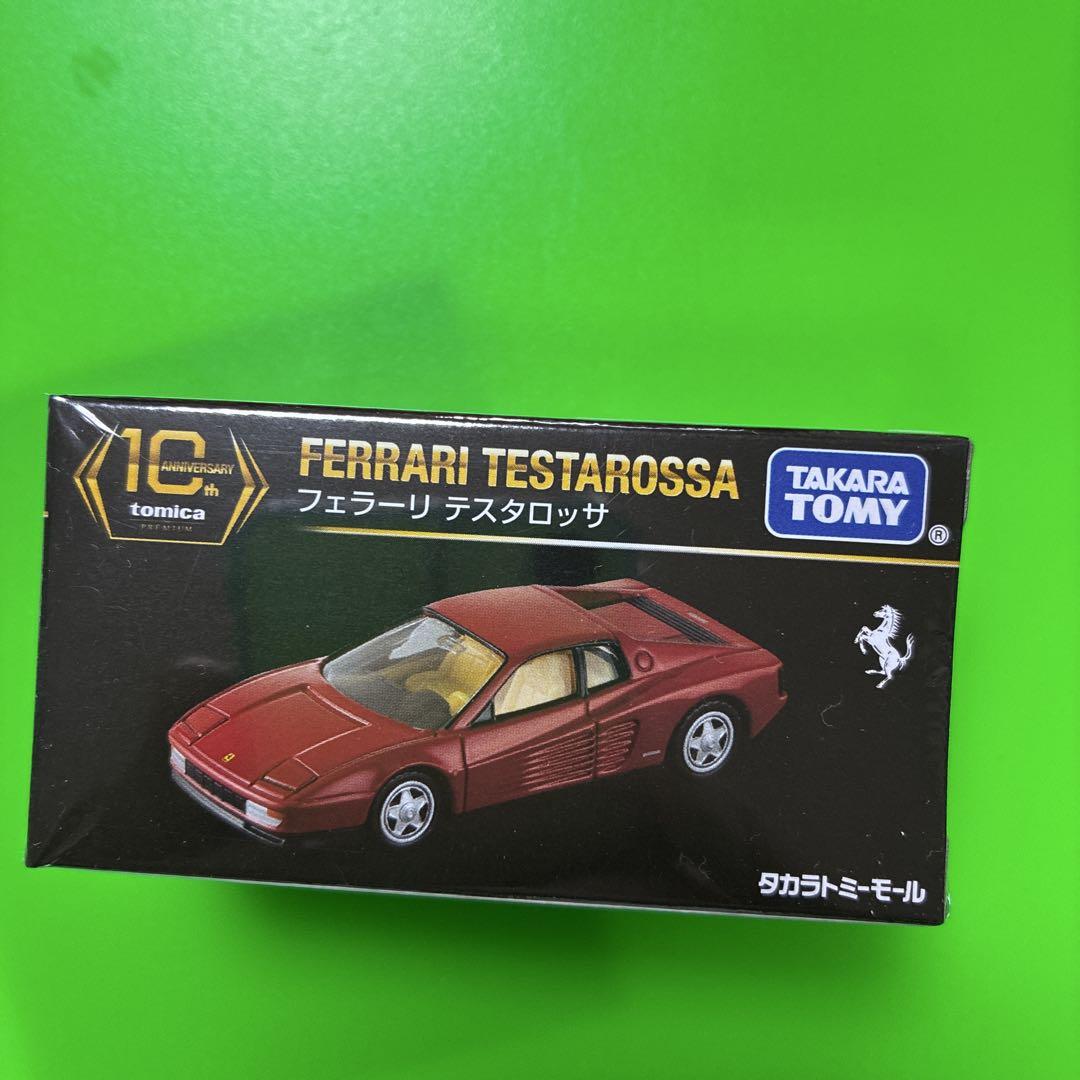 10th
ANNIVERSARY
tomica
PREMIUM
FERRARI TESTAROSSA
フェラーリ テスタロッサ
TAKARA
TOMY
®
タカラトミーモール